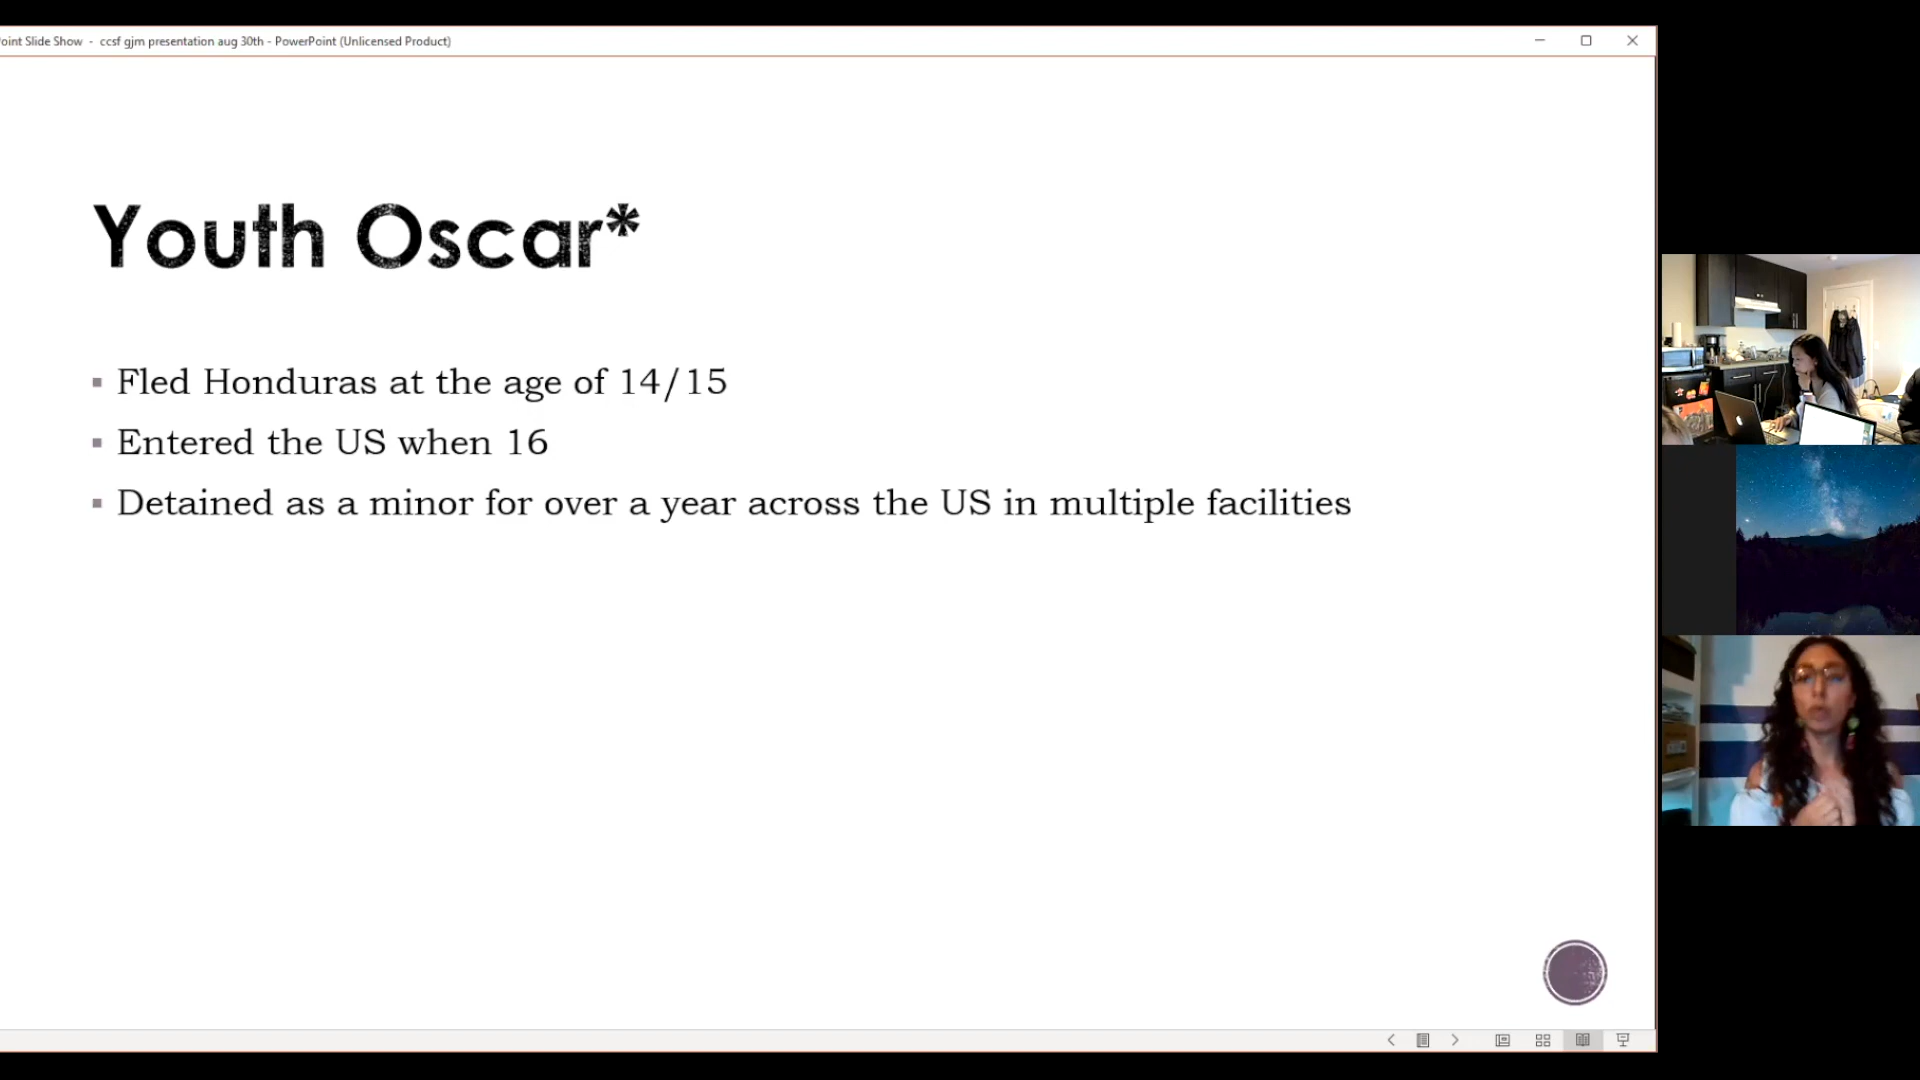 oint Slide Show - ccsf gjm presentation aug 30th - PowerPoint (Unlicensed Product)
Youth Oscar*
Fled Honduras at the age of 14/15
Entered the US when 16
Detained as a minor for over a year across the US in multiple facilities